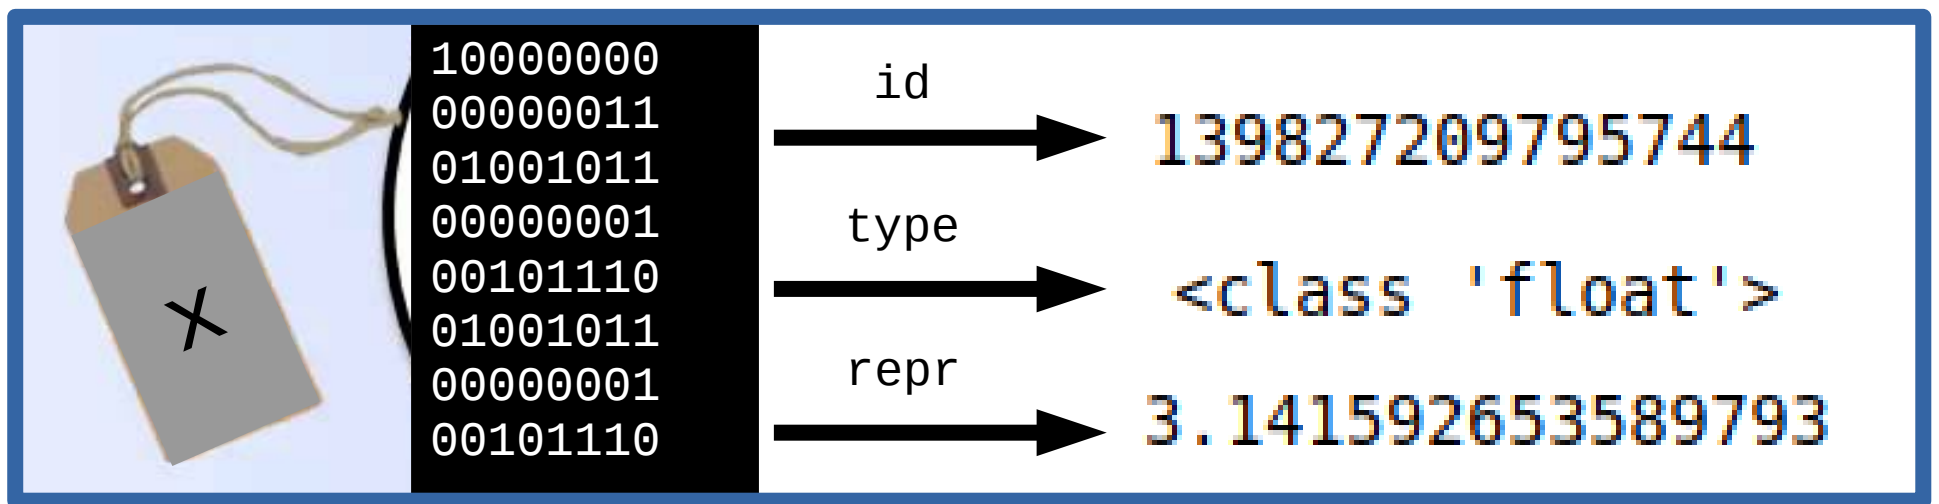 X
10000000
00000011
01001011
00000001
00101110
01001011
00000001
00101110
id
139827209795744
type
<class 'float'>
repr
3.141592653589793